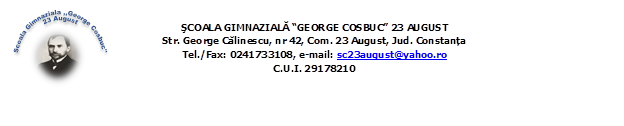 Scoala Gimnaziala „George Cosbuc"
23 August
ŞCOALA GIMNAZIALĂ “GEORGE COSBUC” 23 AUGUST
Str. George Călinescu, nr 42, Com. 23 August, Jud. Constanţa
Tel./Fax: 0241733108, e-mail: sc23august@yahoo.ro
C.U.I. 29178210